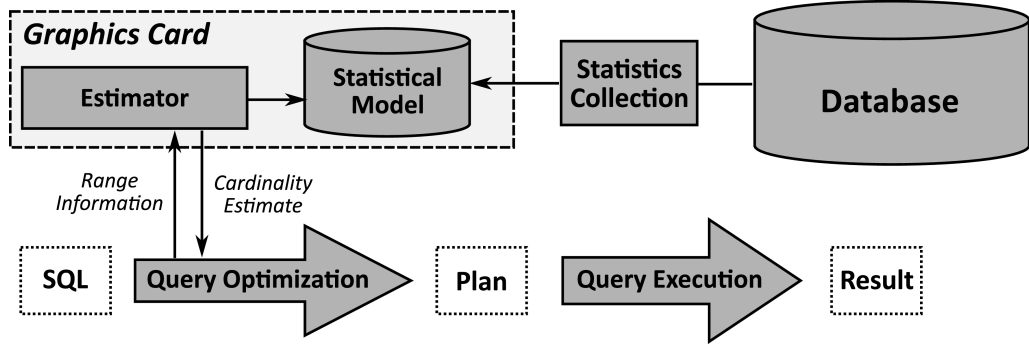 Graphics Card
Estimator
Statistical
Model
Statistics
Collection
Database
Range
Information
Cardinality
Estimate
SQL
Query Optimization
Plan
Query Execution
Result